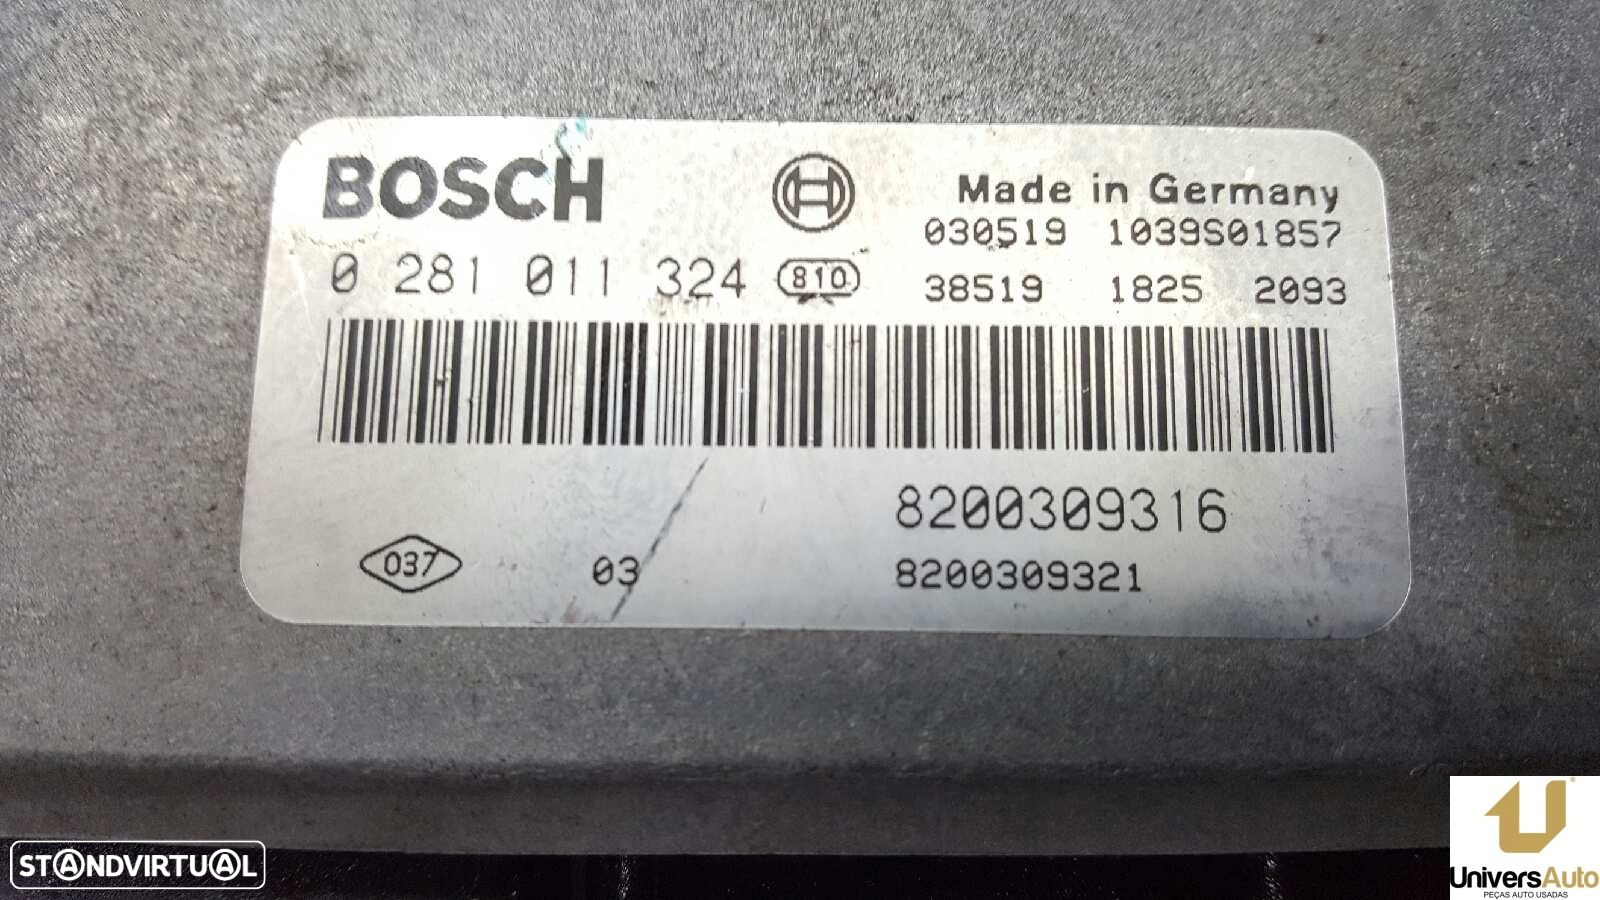 BOSCH
Made in Germany
030519 1039S01857
0 281 011 324 810
38519 1825 2093
8200309316
037 03
8200309321
STANDVIRTUAL
UniversAuto
PEÇAS AUTO USADAS